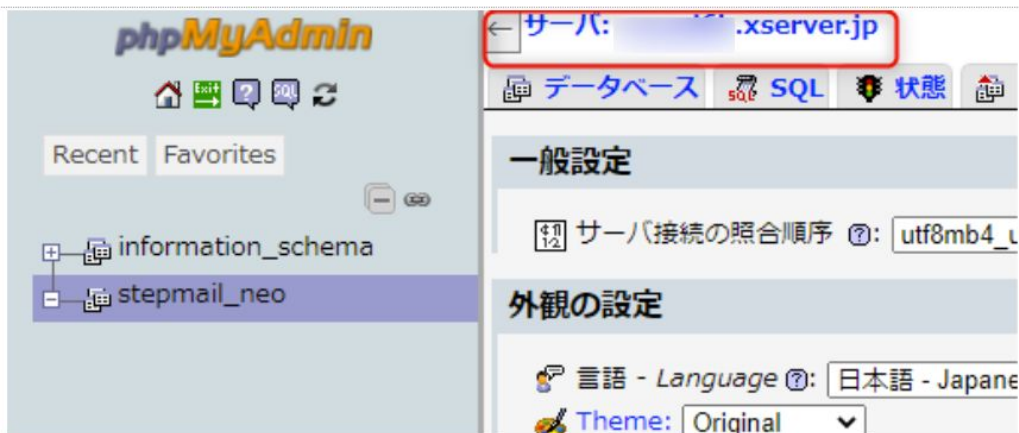 phpMyAdmin
Recent Favorites
information_schema
stepmail_neo
サーバ: .xserver.jp
データベース SQL 状態
一般設定
サーバ接続の照合順序 : utf8mb4_u
外観の設定
言語 - Language : 日本語 - Japane
Theme: Original